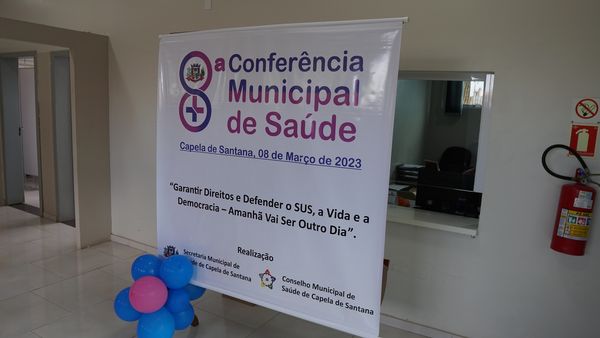 8ª Conferência
Municipal
de Saúde
Capela de Santana, 08 de Março de 2023
“Garantir Direitos e Defender o SUS, a Vida e a
Democracia – Amanhã Vai Ser Outro Dia”.
Realização
Secretaria Municipal de
Saúde de Capela de Santana
Conselho Municipal de
Saúde de Capela de Santana